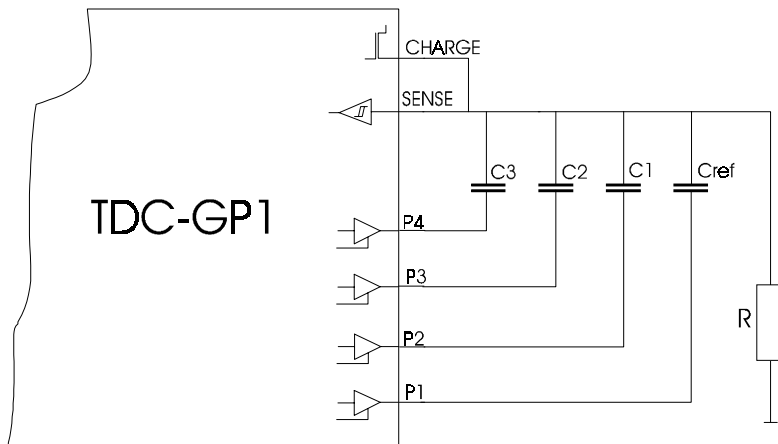 CHARGE
SENSE
C3
C2
C1
Cref
TDC-GP1
P4
P3
P2
R
P1